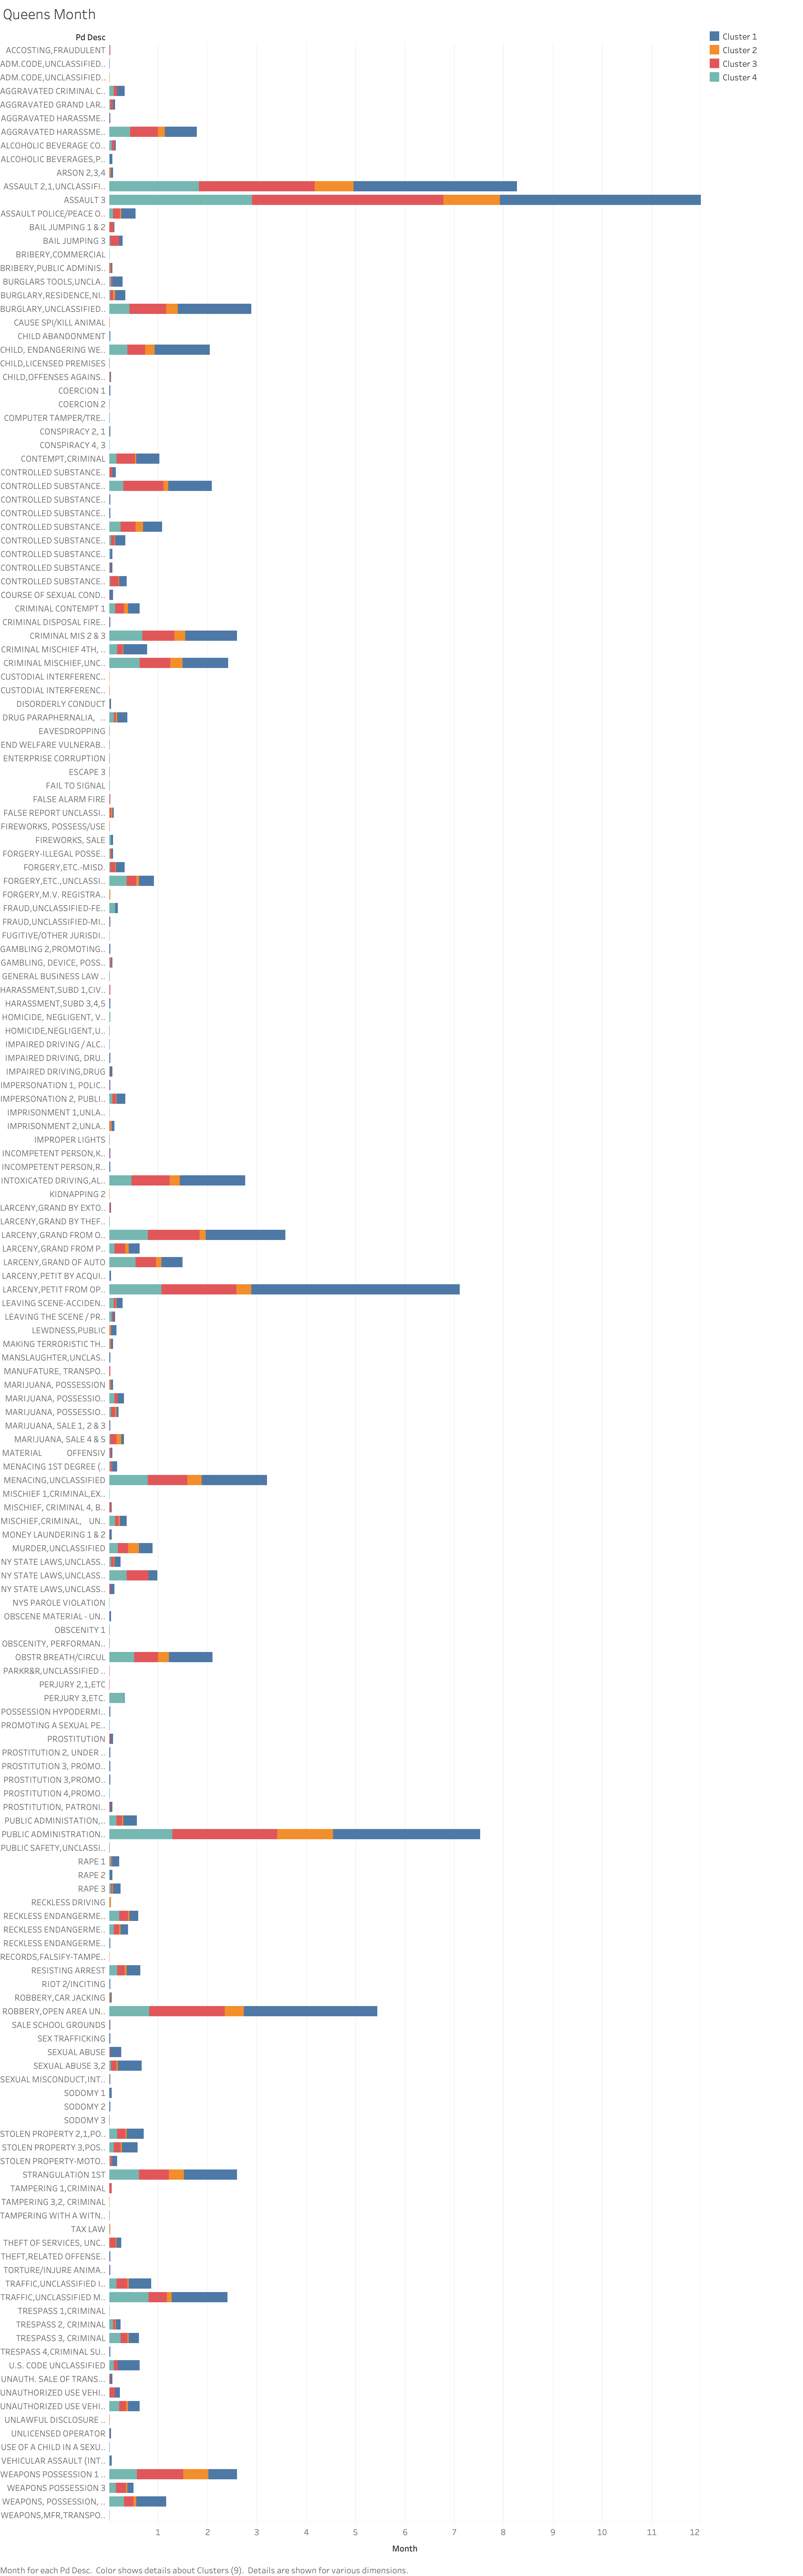 Queens Month
Pd Desc
Cluster 1
Cluster 2
Cluster 3
Cluster 4
ACCOSTING,FRAUDULENT
ADM.CODE,UNCLASSIFIED..
ADM.CODE,UNCLASSIFIED..
AGGRAVATED CRIMINAL C..
AGGRAVATED GRAND LAR..
AGGRAVATED HARASSME..
AGGRAVATED HARASSME..
ALCOHOLIC BEVERAGE CO..
ALCOHOLIC BEVERAGES,P..
ARSON 2,3,4
ASSAULT 2,1,UNCLASSIFI..
ASSAULT 3
ASSAULT POLICE/PEACE O..
BAIL JUMPING 1 & 2
BAIL JUMPING 3
BRIBERY,COMMERCIAL
BRIBERY,PUBLIC ADMINIS..
BURGLARS TOOLS,UNCLA..
BURGLARY,RESIDENCE,NI..
BURGLARY,UNCLASSIFIED..
CAUSE SPI/KILL ANIMAL
CHILD ABANDONMENT
CHILD, ENDANGERING WE..
CHILD,LICENSED PREMISES
CHILD,OFFENSES AGAINS..
COERCION 1
COERCION 2
COMPUTER TAMPER/TRE..
CONSPIRACY 2, 1
CONSPIRACY 4, 3
CONTEMPT,CRIMINAL
CONTROLLED SUBSTANCE..
CONTROLLED SUBSTANCE..
CONTROLLED SUBSTANCE..
CONTROLLED SUBSTANCE..
CONTROLLED SUBSTANCE..
CONTROLLED SUBSTANCE..
CONTROLLED SUBSTANCE..
CONTROLLED SUBSTANCE..
CONTROLLED SUBSTANCE..
COURSE OF SEXUAL COND..
CRIMINAL CONTEMPT 1
CRIMINAL DISPOSAL FIRE..
CRIMINAL MIS 2 & 3
CRIMINAL MISCHIEF 4TH, ..
CRIMINAL MISCHIEF,UNC..
CUSTODIAL INTERFERENC..
CUSTODIAL INTERFERENC..
DISORDERLY CONDUCT
DRUG PARAPHERNALIA, ..
EAVESDROPPING
END WELFARE VULNERAB..
ENTERPRISE CORRUPTION
ESCAPE 3
FAIL TO SIGNAL
FALSE ALARM FIRE
FALSE REPORT UNCLASSI..
FIREWORKS, POSSESS/USE
FIREWORKS, SALE
FORGERY-ILLEGAL POSSE..
FORGERY,ETC.-MISD.
FORGERY,ETC.,UNCLASSI..
FORGERY,M.V. REGISTRA..
FRAUD,UNCLASSIFIED-FE..
FRAUD,UNCLASSIFIED-MI..
FUGITIVE/OTHER JURISDI..
GAMBLING 2,PROMOTING..
GAMBLING, DEVICE, POSS..
GENERAL BUSINESS LAW ..
HARASSMENT,SUBD 1,CIV..
HARASSMENT,SUBD 3,4,5
HOMICIDE, NEGLIGENT, V..
HOMICIDE,NEGLIGENT,U..
IMPAIRED DRIVING / ALC..
IMPAIRED DRIVING, DRU..
IMPAIRED DRIVING,DRUG
IMPERSONATION 1, POLIC..
IMPERSONATION 2, PUBLI..
IMPRISONMENT 1,UNLA..
IMPRISONMENT 2,UNLA..
IMPROPER LIGHTS
INCOMPETENT PERSON,K..
INCOMPETENT PERSON,R..
INTOXICATED DRIVING,AL..
KIDNAPPING 2
LARCENY,GRAND BY EXTO..
LARCENY,GRAND BY THEF..
LARCENY,GRAND FROM O..
LARCENY,GRAND FROM P..
LARCENY,GRAND OF AUTO
LARCENY,PETIT BY ACQUI..
LARCENY,PETIT FROM OP..
LEAVING SCENE-ACCIDEN..
LEAVING THE SCENE / PR..
LEWDNESS,PUBLIC
MAKING TERRORISTIC TH..
MANSLAUGHTER,UNCLAS..
MANUFATURE, TRANSPO..
MARIJUANA, POSSESSION
MARIJUANA, POSSESSIO..
MARIJUANA, POSSESSIO..
MARIJUANA, SALE 1, 2 & 3
MARIJUANA, SALE 4 & 5
MATERIAL OFFENSIV
MENACING 1ST DEGREE (..
MENACING,UNCLASSIFIED
MISCHIEF 1,CRIMINAL,EX..
MISCHIEF, CRIMINAL 4, B..
MISCHIEF,CRIMINAL, UN..
MONEY LAUNDERING 1 & 2
MURDER,UNCLASSIFIED
NY STATE LAWS,UNCLASS..
NY STATE LAWS,UNCLASS..
NY STATE LAWS,UNCLASS..
NYS PAROLE VIOLATION
OBSCENE MATERIAL - UN..
OBSCENITY 1
OBSCENITY, PERFORMAN..
OBSTR BREATH/CIRCUL
PARKR&R,UNCLASSIFIED ..
PERJURY 2,1,ETC
PERJURY 3,ETC.
POSSESSION HYPODERMI..
PROMOTING A SEXUAL PE..
PROSTITUTION
PROSTITUTION 2, UNDER ..
PROSTITUTION 3, PROMO..
PROSTITUTION 3,PROMO..
PROSTITUTION 4,PROMO..
PROSTITUTION, PATRONI..
PUBLIC ADMINISTATION,..
PUBLIC ADMINISTRATION..
PUBLIC SAFETY,UNCLASSI..
RAPE 1
RAPE 2
RAPE 3
RECKLESS DRIVING
RECKLESS ENDANGERME..
RECKLESS ENDANGERME..
RECKLESS ENDANGERME..
RECORDS,FALSIFY-TAMPE..
RESISTING ARREST
RIOT 2/INCITING
ROBBERY,CAR JACKING
ROBBERY,OPEN AREA UN..
SALE SCHOOL GROUNDS
SEX TRAFFICKING
SEXUAL ABUSE
SEXUAL ABUSE 3,2
SEXUAL MISCONDUCT,INT..
SODOMY 1
SODOMY 2
SODOMY 3
STOLEN PROPERTY 2,1,PO..
STOLEN PROPERTY 3,POS..
STOLEN PROPERTY-MOTO..
STRANGULATION 1ST
TAMPERING 1,CRIMINAL
TAMPERING 3,2, CRIMINAL
TAMPERING WITH A WITN..
TAX LAW
THEFT OF SERVICES, UNC..
THEFT,RELATED OFFENSE..
TORTURE/INJURE ANIMA..
TRAFFIC,UNCLASSIFIED I..
TRAFFIC,UNCLASSIFIED M..
TRESPASS 1,CRIMINAL
TRESPASS 2, CRIMINAL
TRESPASS 3, CRIMINAL
TRESPASS 4,CRIMINAL SU..
U.S. CODE UNCLASSIFIED
UNAUTH. SALE OF TRANS...
UNAUTHORIZED USE VEHI..
UNAUTHORIZED USE VEHI..
UNLAWFUL DISCLOSURE ..
UNLICENSED OPERATOR
USE OF A CHILD IN A SEXU..
VEHICULAR ASSAULT (INT..
WEAPONS POSSESSION 1 ..
WEAPONS POSSESSION 3
WEAPONS, POSSESSION, ..
WEAPONS,MFR,TRANSPO..
1 2 3 4 5 6 7 8 9 10 11 12
Month
Month for each Pd Desc. Color shows details about Clusters (9). Details are shown for various dimensions.